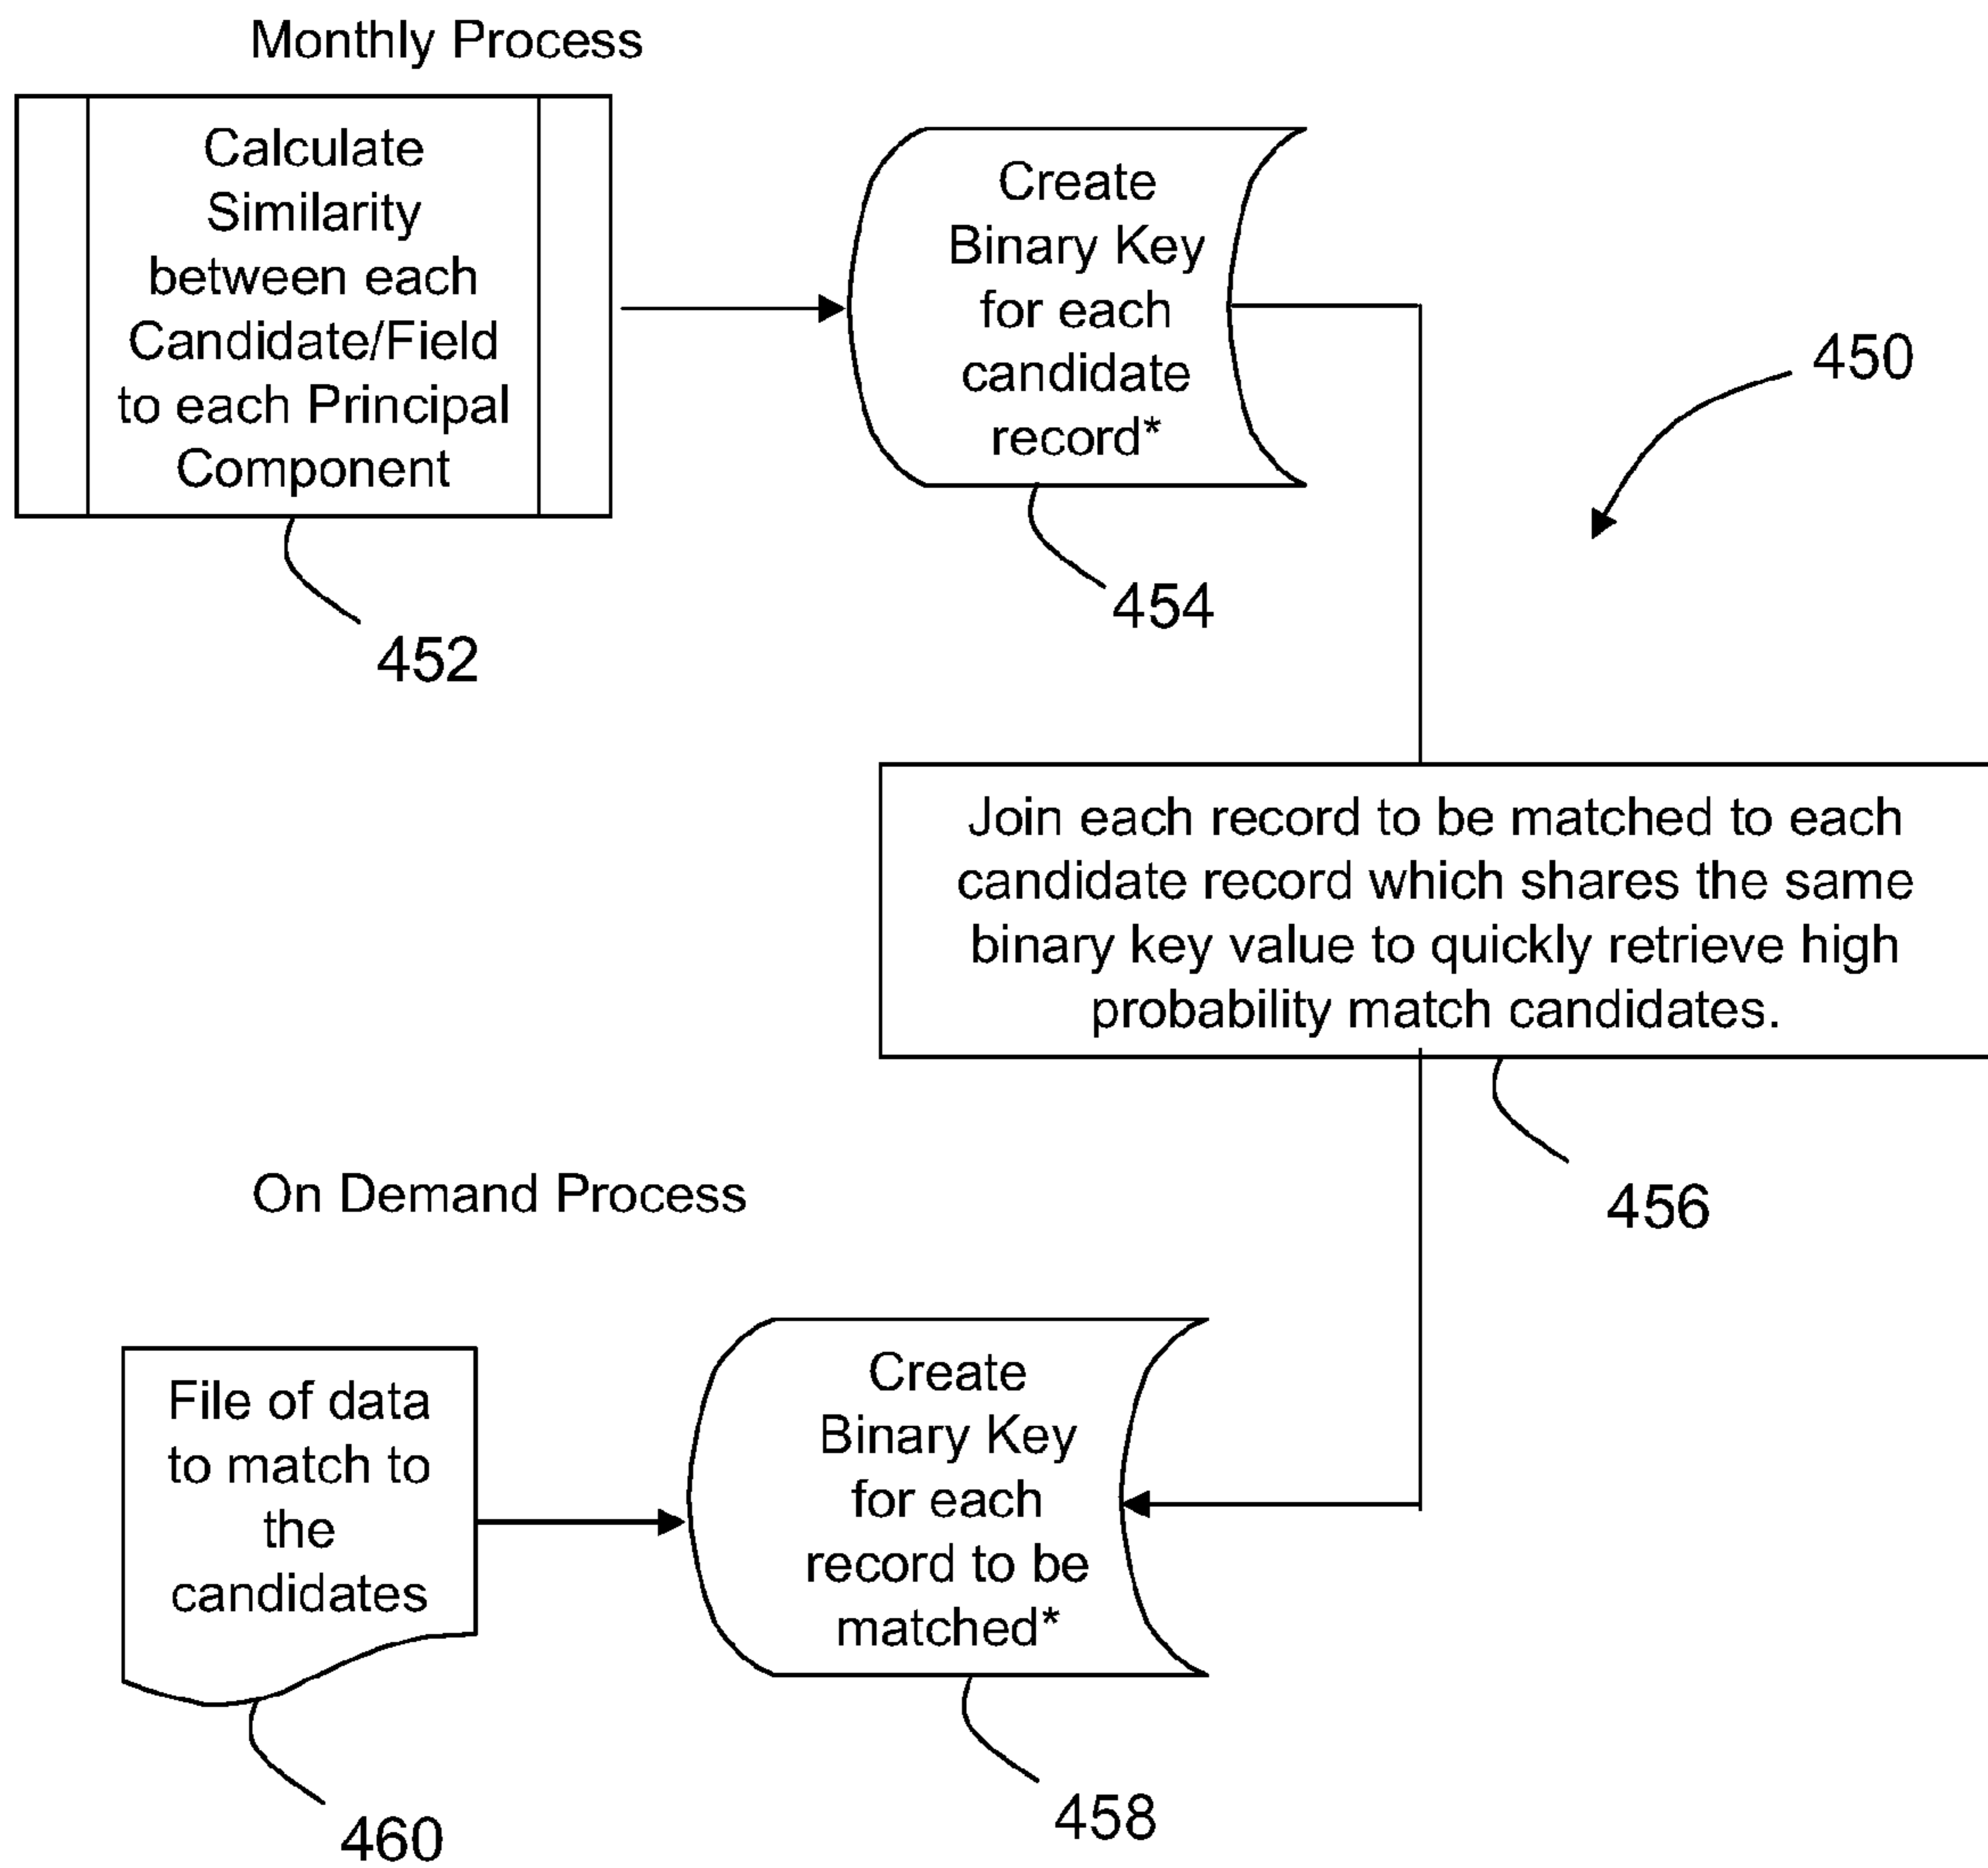 Monthly Process
Calculate
Similarity
between each
Candidate/Field
to each Principal
Component
452
Create
Binary Key
for each
candidate
record*
454
450
Join each record to be matched to each
candidate record which shares the same
binary key value to quickly retrieve high
probability match candidates.
456
On Demand Process
File of data
to match to
the
candidates
460
Create
Binary Key
for each
record to be
matched*
458